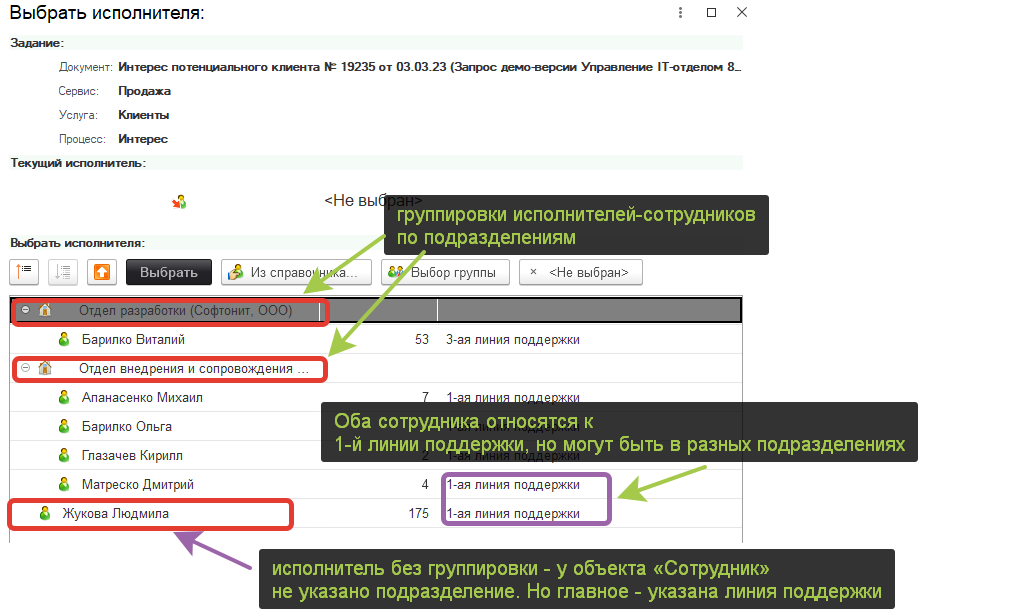 Выбрать исполнителя:
Задание:
Документ: Интерес потенциального клиента № 19235 от 03.03.23 (Запрос демо-версии Управление IT-отделом 8...
Сервис: Продажа
Услуга: Клиенты
Процесс: Интерес
Текущий исполнитель:
<Не выбран>
группировки исполнителей-сотрудников
по подразделениям
Выбрать исполнителя:
Выбрать Из справочника... Выбор группы × <Не выбран>
Отдел разработки (Софтонит, ООО)
Барилко Виталий 53 3-ая линия поддержки
Отдел внедрения и сопровождения ...
Апанасенко Михаил 7 1-ая линия поддержки
Оба сотрудника относятся к
1-й линии поддержки, но могут быть в разных подразделениях
Барилко Ольга
Глазачев Кирилл 2 1-ая линия поддержки
Матреско Дмитрий 4 1-ая линия поддержки
Жукова Людмила 175 1-ая линия поддержки
исполнитель без группировки - у объекта «Сотрудник»
не указано подразделение. Но главное - указана линия поддержки